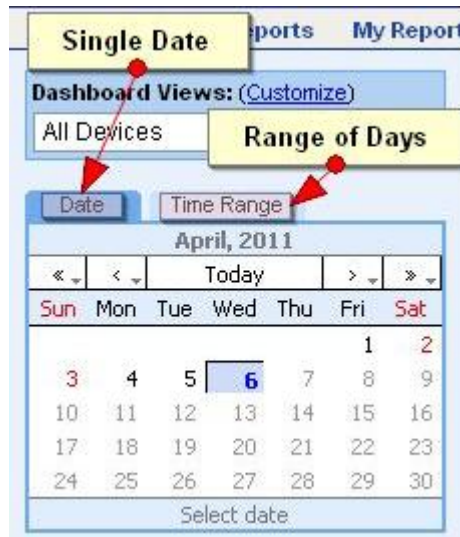 Single Date
ports My Report
Dashboard Views: (Customize)
All Devices
Range of Days
Date Time Range
April, 2011
« ‹ Today › »
Sun Mon Tue Wed Thu Fri Sat
1 2
3 4 5 6 7 8 9
10 11 12 13 14 15 16
17 18 19 20 21 22 23
24 25 26 27 28 29 30
Select date